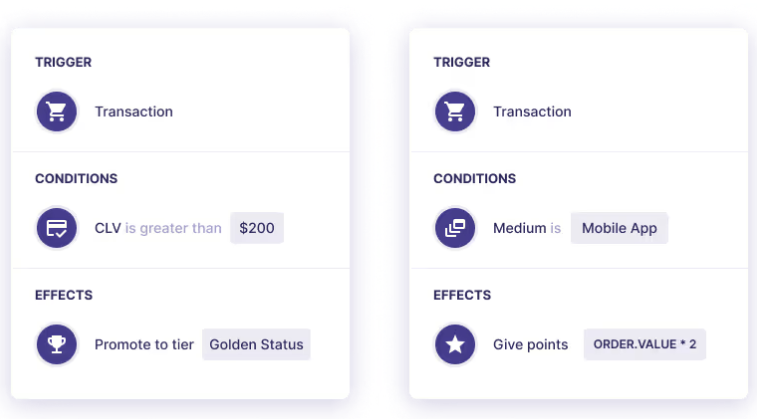 TRIGGER
Transaction
CONDITIONS
CLV is greater than $200
EFFECTS
Promote to tier Golden Status
TRIGGER
Transaction
CONDITIONS
Medium is Mobile App
EFFECTS
Give points ORDER.VALUE * 2